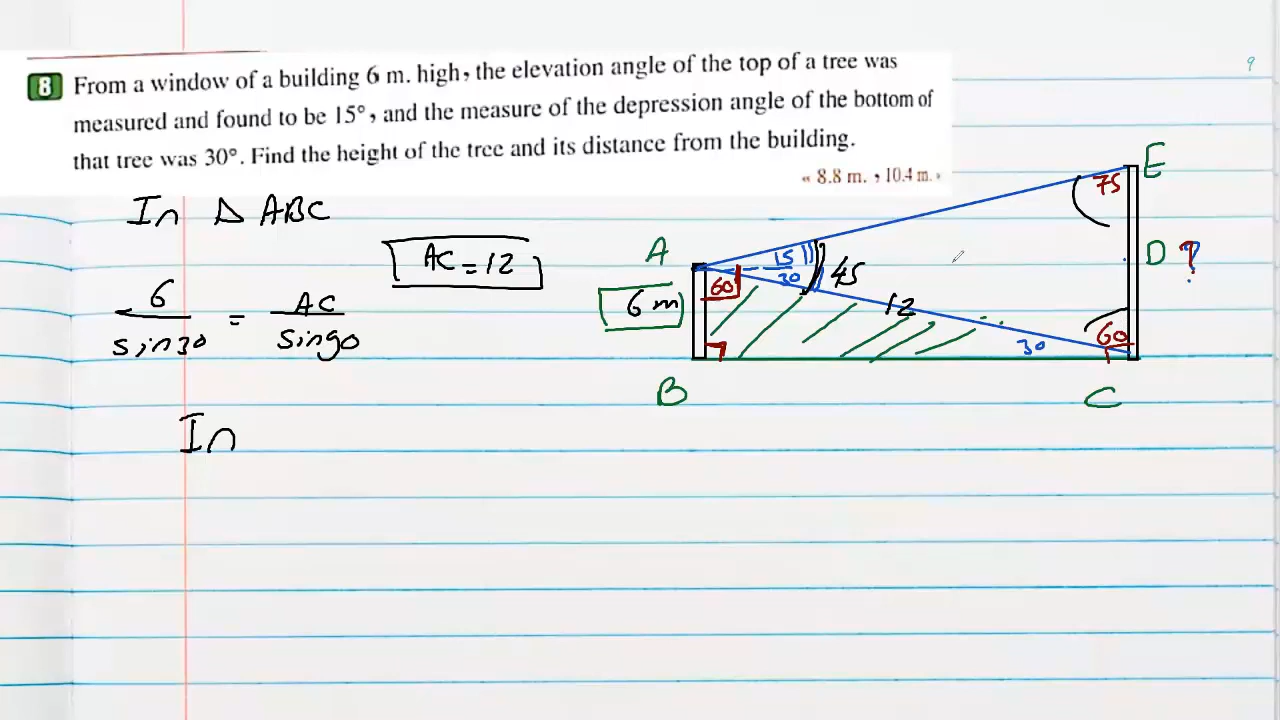 9
8 From a window of a building 6 m. high, the elevation angle of the top of a tree was
measured and found to be 15°, and the measure of the depression angle of the bottom of
that tree was 30°. Find the height of the tree and its distance from the building.
« 8.8 m. , 10.4 m. »
In Δ ABC
AC = 12
6 / sin30 = AC / sin90
In
E
75
A
15
30
45
D ?
60
6 m
12
60
30
B
C